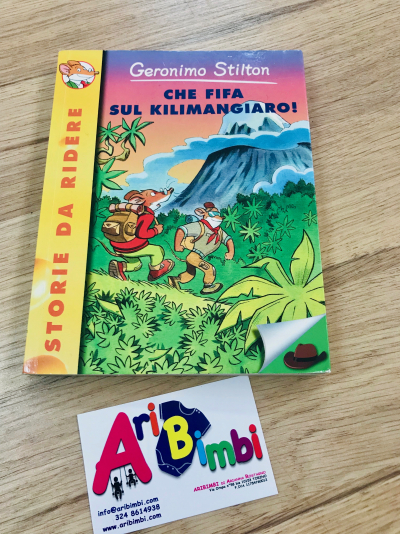 Geronimo Stilton
CHE FIFA
SUL KILIMANGIARO!
STORIE DA RIDERE
AriBimbi
info@aribimbi.com
324 8614938
www.aribimbi.com
ARIBIMBI DI